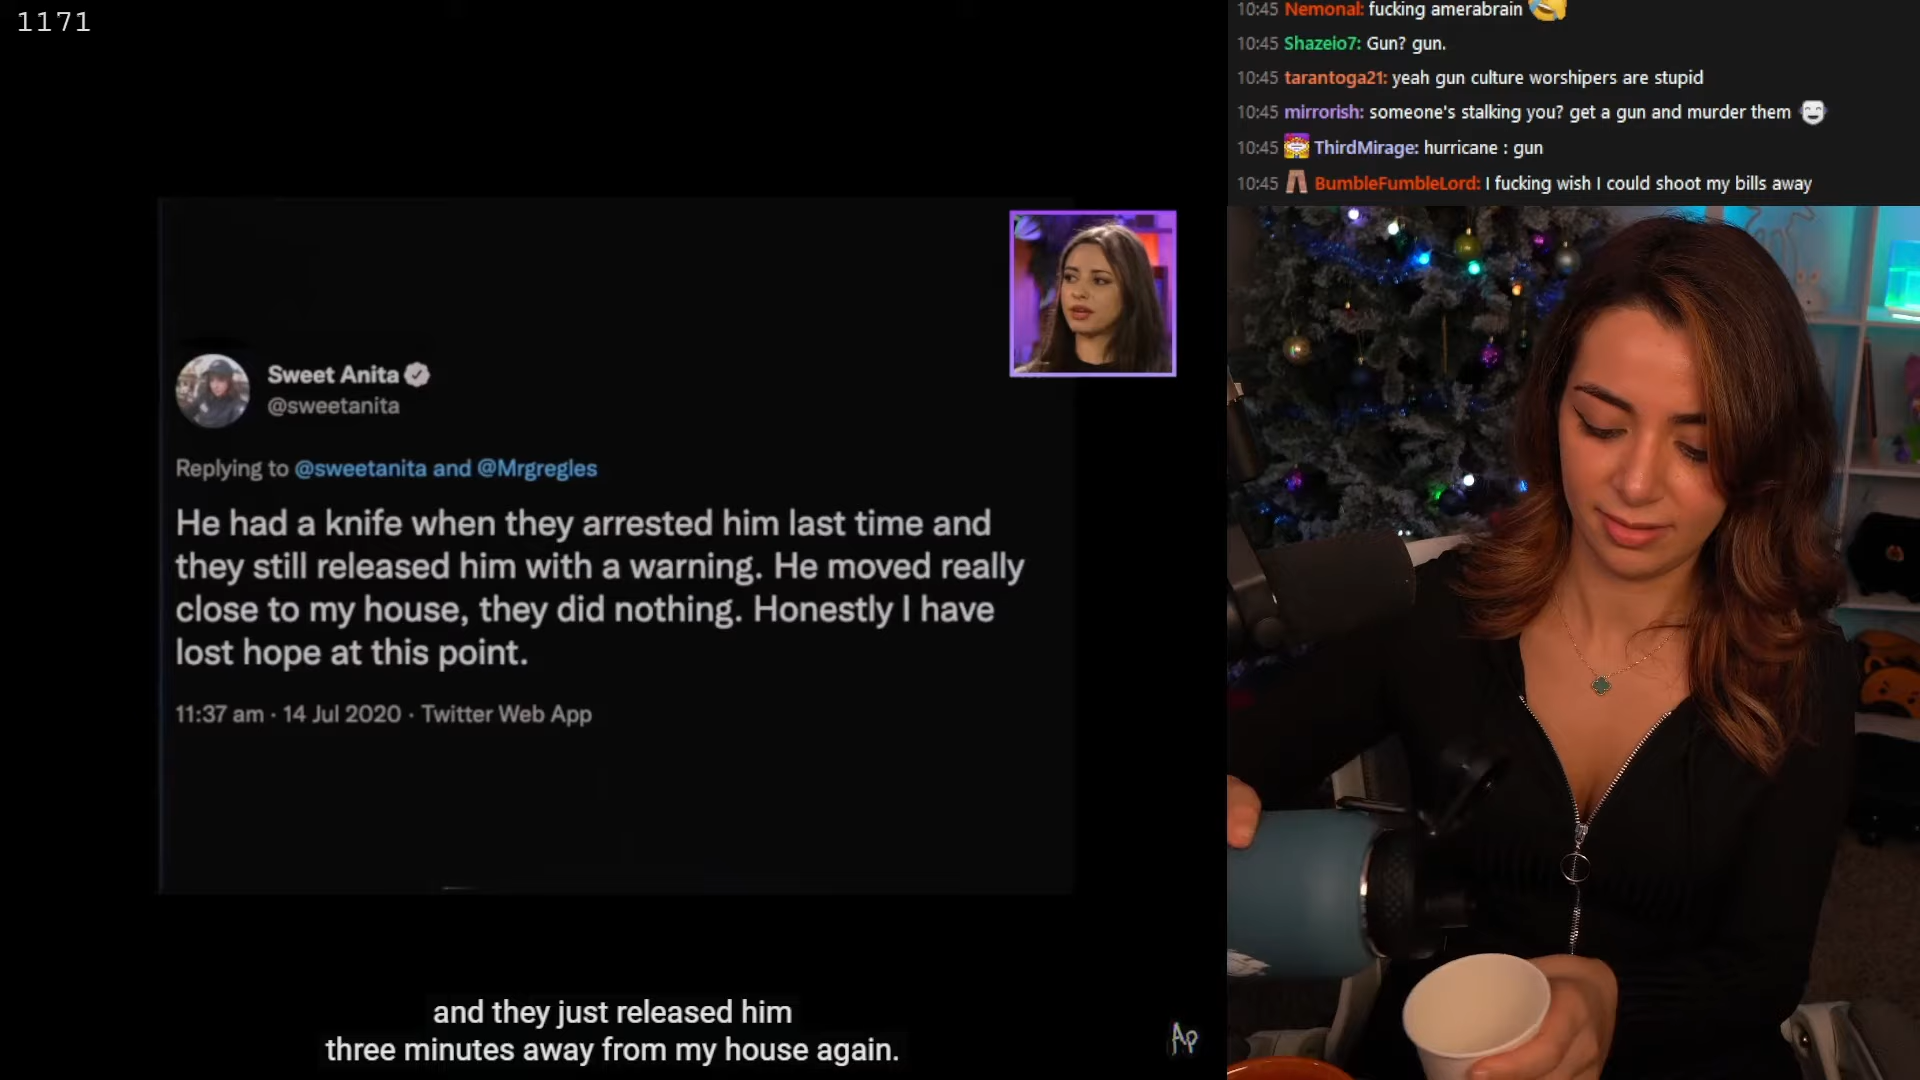 1171
10:45 Nemonal: fucking amerabrain
10:45 Shazeio7: Gun? gun.
10:45 tarantoga21: yeah gun culture worshipers are stupid
10:45 mirrorish: someone's stalking you? get a gun and murder them
10:45 ThirdMirage: hurricane : gun
10:45 BumbleFumbleLord: I fucking wish I could shoot my bills away
Sweet Anita
@sweetanita
Replying to @sweetanita and @Mrgregles
He had a knife when they arrested him last time and
they still released him with a warning. He moved really
close to my house, they did nothing. Honestly I have
lost hope at this point.
11:37 am · 14 Jul 2020 · Twitter Web App
and they just released him
three minutes away from my house again.
Ap